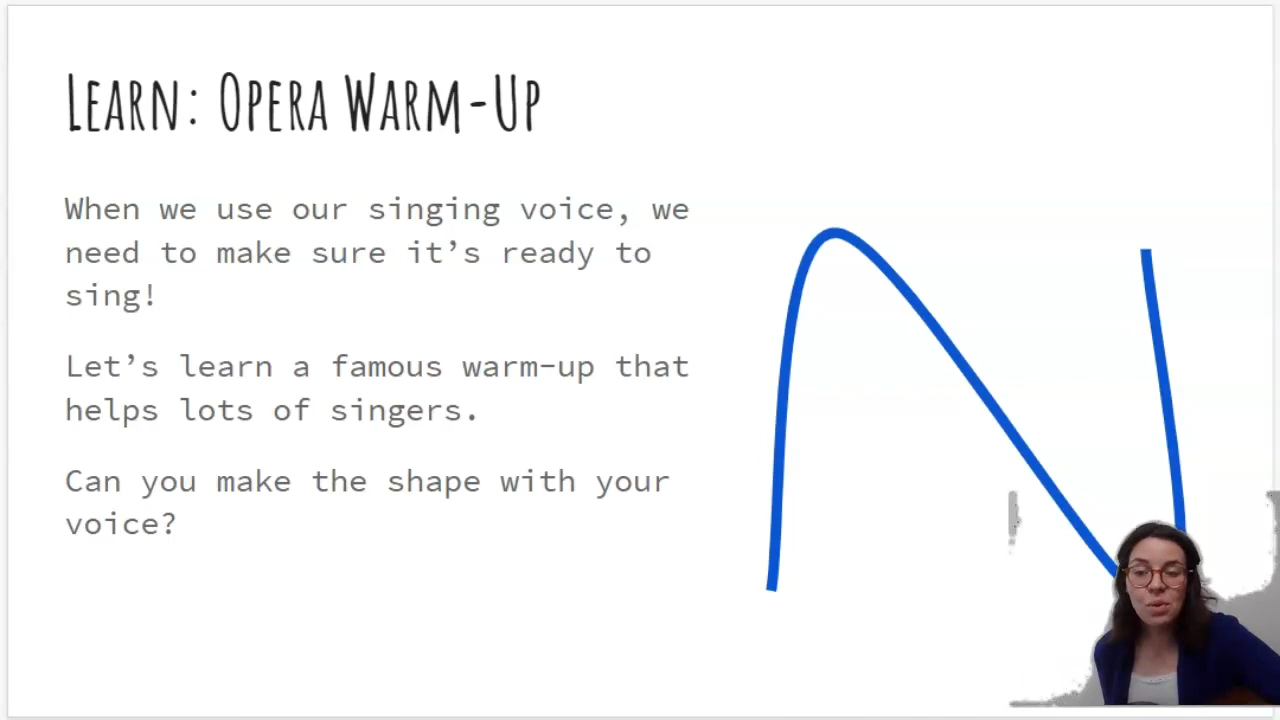 Learn: Opera Warm-Up
When we use our singing voice, we
need to make sure it’s ready to
sing!
Let’s learn a famous warm-up that
helps lots of singers.
Can you make the shape with your
voice?